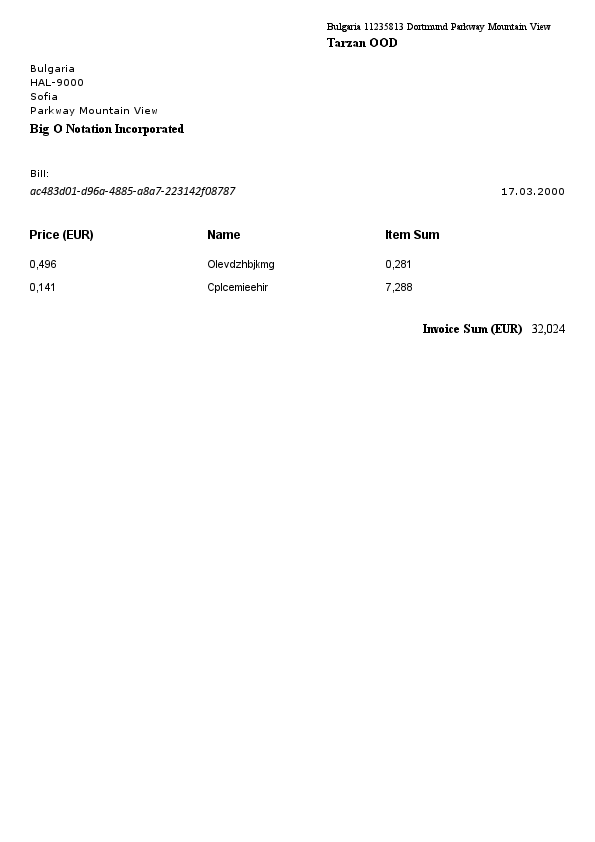 Bulgaria 11235813 Dortmund Parkway Mountain View
Tarzan OOD
Bulgaria
HAL-9000
Sofia
Parkway Mountain View
Big O Notation Incorporated
Bill:
ac483d01-d96a-4885-a8a7-223142f08787 17.03.2000
Price (EUR) Name Item Sum
0,496 Olevdzhbjkmg 0,281
0,141 Cplcemieehir 7,288
Invoice Sum (EUR) 32,024